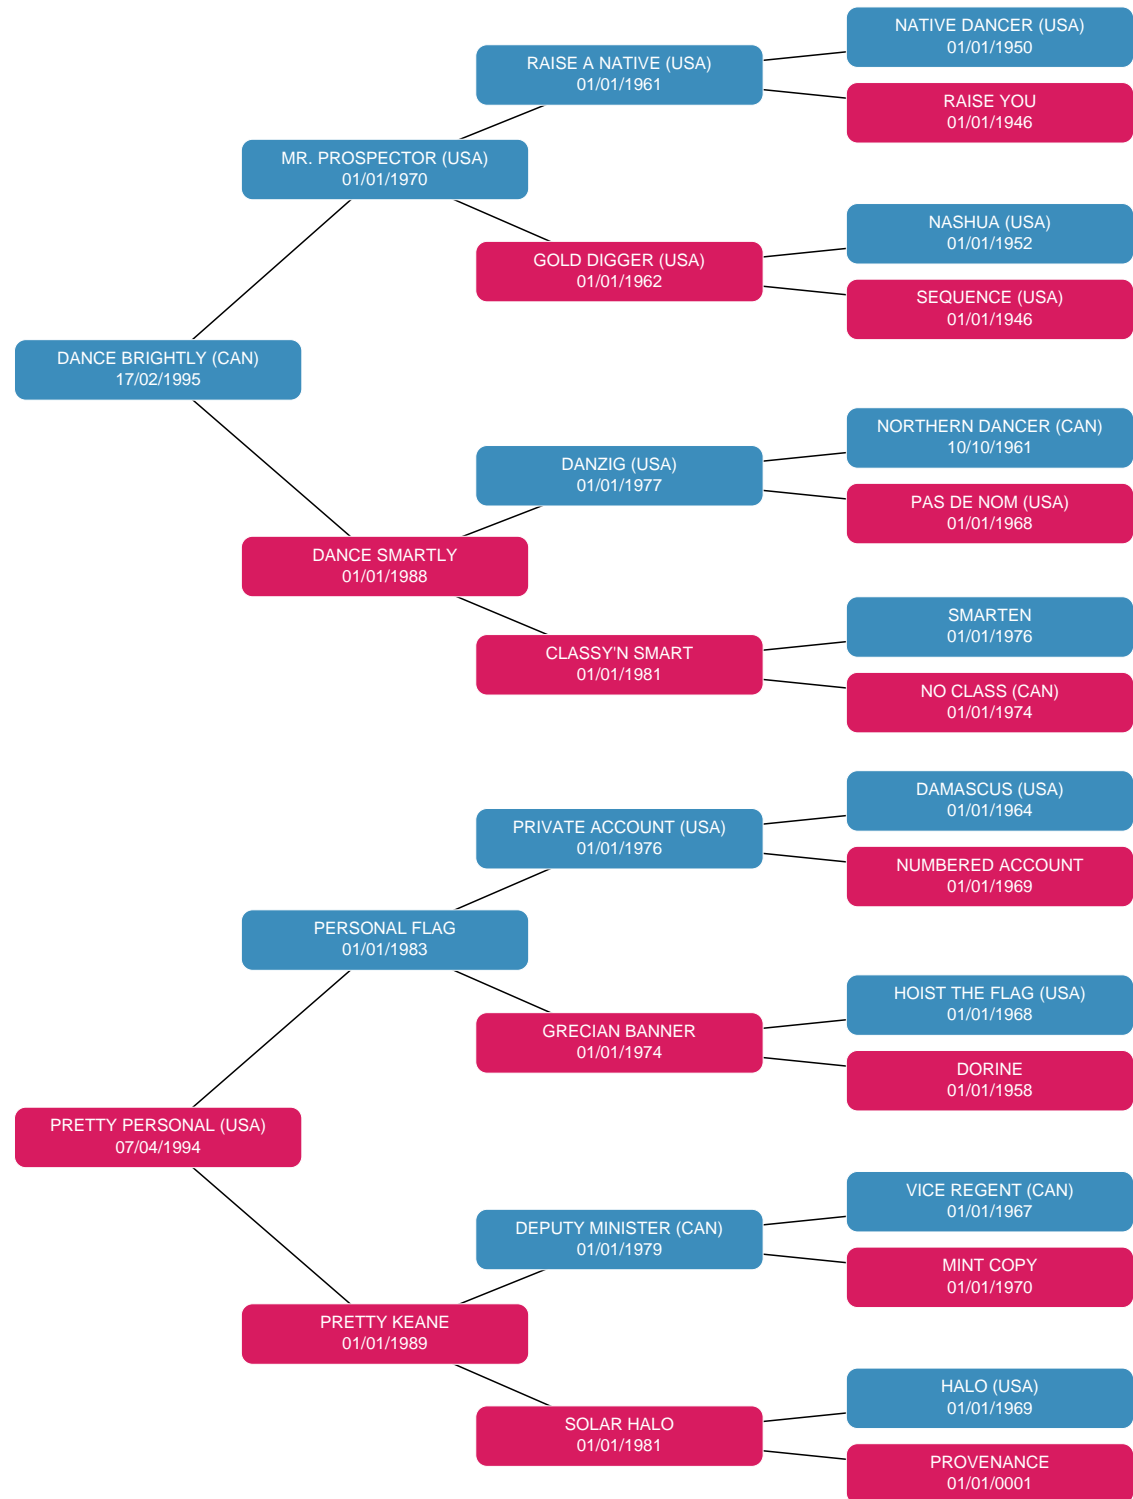 NATIVE DANCER (USA)
01/01/1950
RAISE A NATIVE (USA)
01/01/1961
RAISE YOU
01/01/1946
MR. PROSPECTOR (USA)
01/01/1970
NASHUA (USA)
01/01/1952
GOLD DIGGER (USA)
01/01/1962
SEQUENCE (USA)
01/01/1946
DANCE BRIGHTLY (CAN)
17/02/1995
NORTHERN DANCER (CAN)
10/10/1961
DANZIG (USA)
01/01/1977
PAS DE NOM (USA)
01/01/1968
DANCE SMARTLY
01/01/1988
SMARTEN
01/01/1976
CLASSY'N SMART
01/01/1981
NO CLASS (CAN)
01/01/1974
DAMASCUS (USA)
01/01/1964
PRIVATE ACCOUNT (USA)
01/01/1976
NUMBERED ACCOUNT
01/01/1969
PERSONAL FLAG
01/01/1983
HOIST THE FLAG (USA)
01/01/1968
GRECIAN BANNER
01/01/1974
DORINE
01/01/1958
PRETTY PERSONAL (USA)
07/04/1994
VICE REGENT (CAN)
01/01/1967
DEPUTY MINISTER (CAN)
01/01/1979
MINT COPY
01/01/1970
PRETTY KEANE
01/01/1989
HALO (USA)
01/01/1969
SOLAR HALO
01/01/1981
PROVENANCE
01/01/0001